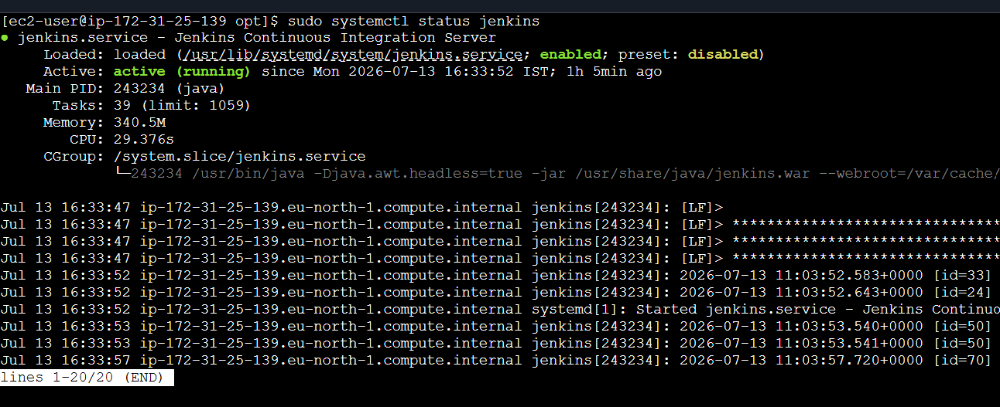 [ec2-user@ip-172-31-25-139 opt]$ sudo systemctl status jenkins
● jenkins.service - Jenkins Continuous Integration Server
     Loaded: loaded (/usr/lib/systemd/system/jenkins.service; enabled; preset: disabled)
     Active: active (running) since Mon 2026-07-13 16:33:52 IST; 1h 5min ago
   Main PID: 243234 (java)
      Tasks: 39 (limit: 1059)
     Memory: 340.5M
        CPU: 29.376s
     CGroup: /system.slice/jenkins.service
             └─243234 /usr/bin/java -Djava.awt.headless=true -jar /usr/share/java/jenkins.war --webroot=/var/cache/
Jul 13 16:33:47 ip-172-31-25-139.eu-north-1.compute.internal jenkins[243234]: [LF]>
Jul 13 16:33:47 ip-172-31-25-139.eu-north-1.compute.internal jenkins[243234]: [LF]> *******************************
Jul 13 16:33:47 ip-172-31-25-139.eu-north-1.compute.internal jenkins[243234]: [LF]> *******************************
Jul 13 16:33:47 ip-172-31-25-139.eu-north-1.compute.internal jenkins[243234]: [LF]> *******************************
Jul 13 16:33:52 ip-172-31-25-139.eu-north-1.compute.internal jenkins[243234]: 2026-07-13 11:03:52.583+0000 [id=33]
Jul 13 16:33:52 ip-172-31-25-139.eu-north-1.compute.internal jenkins[243234]: 2026-07-13 11:03:52.643+0000 [id=24]
Jul 13 16:33:52 ip-172-31-25-139.eu-north-1.compute.internal systemd[1]: Started jenkins.service - Jenkins Continuo
Jul 13 16:33:53 ip-172-31-25-139.eu-north-1.compute.internal jenkins[243234]: 2026-07-13 11:03:53.540+0000 [id=50]
Jul 13 16:33:53 ip-172-31-25-139.eu-north-1.compute.internal jenkins[243234]: 2026-07-13 11:03:53.541+0000 [id=50]
Jul 13 16:33:57 ip-172-31-25-139.eu-north-1.compute.internal jenkins[243234]: 2026-07-13 11:03:57.720+0000 [id=70]
lines 1-20/20 (END)